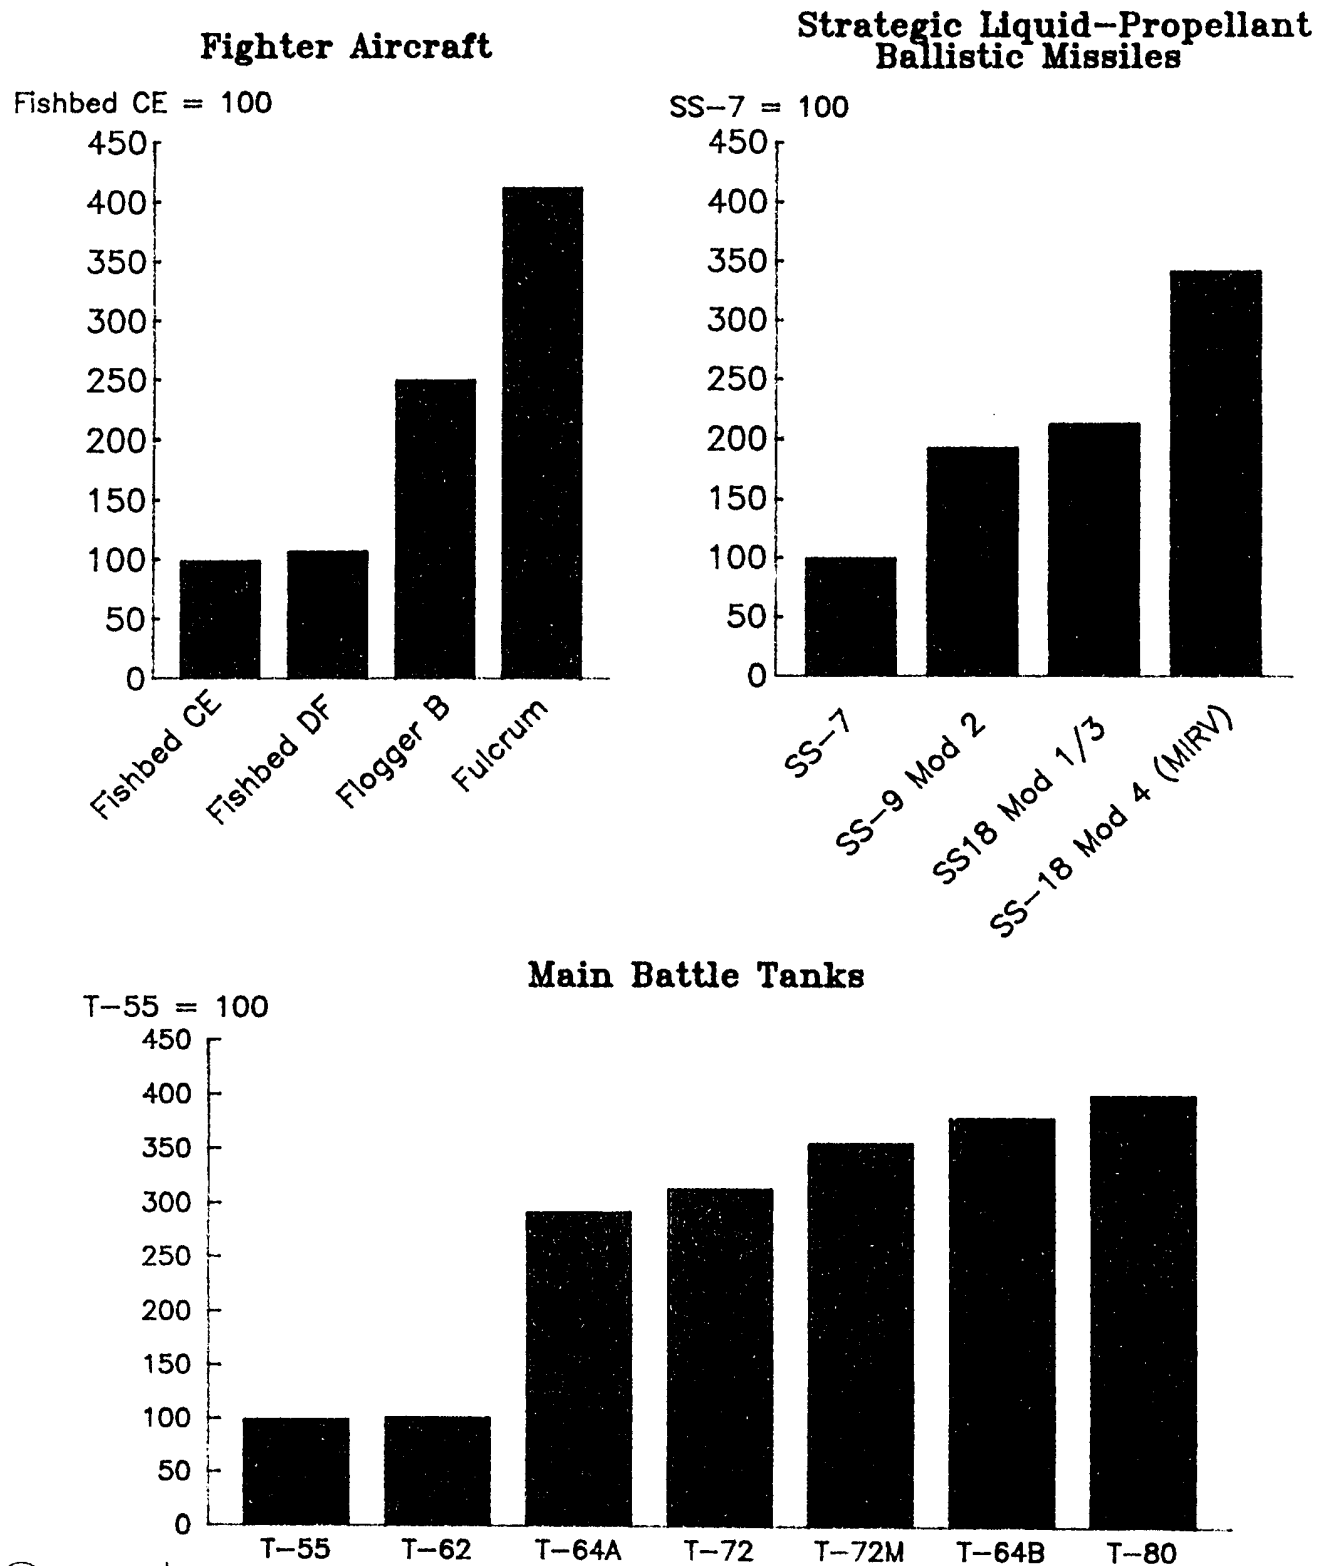 Fighter Aircraft
Fishbed CE = 100
450
400
350
300
250
200
150
100
50
0
Fishbed CE
Fishbed DF
Flogger B
Fulcrum
Strategic Liquid-Propellant
Ballistic Missiles
SS-7 = 100
450
400
350
300
250
200
150
100
50
0
SS-7
SS-9 Mod 2
SS18 Mod 1/3
SS-18 Mod 4 (MIRV)
Main Battle Tanks
T-55 = 100
450
400
350
300
250
200
150
100
50
0
T-55
T-62
T-64A
T-72
T-72M
T-64B
T-80